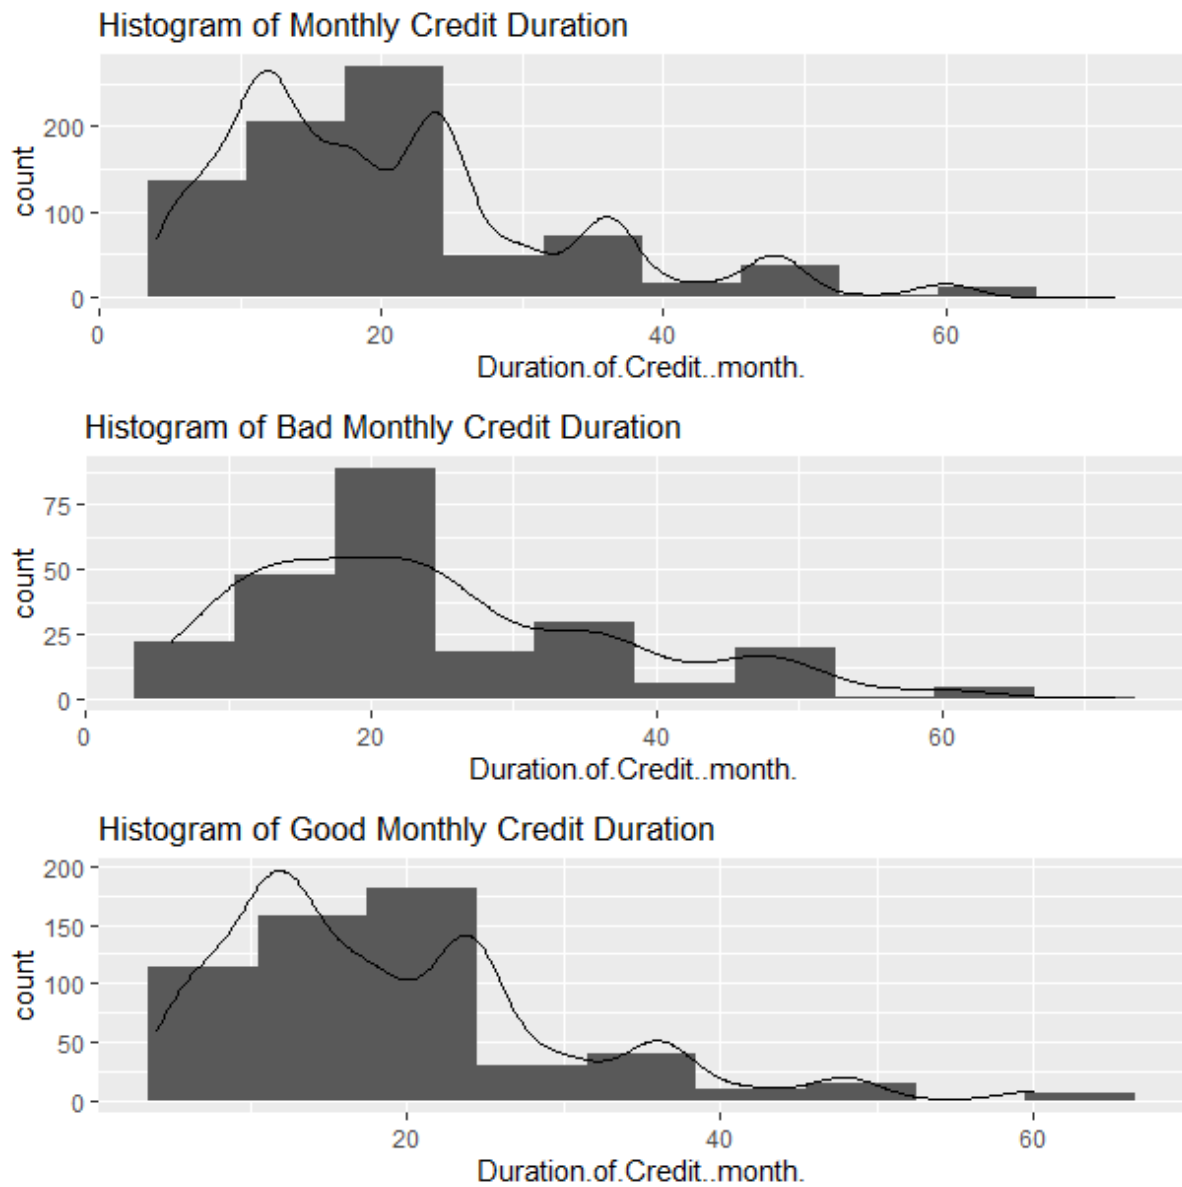 Histogram of Monthly Credit Duration
200
100
0
count
0 20 40 60
Duration.of.Credit..month.
Histogram of Bad Monthly Credit Duration
75
50
25
0
count
0 20 40 60
Duration.of.Credit..month.
Histogram of Good Monthly Credit Duration
200
150
100
50
0
count
20 40 60
Duration.of.Credit..month.